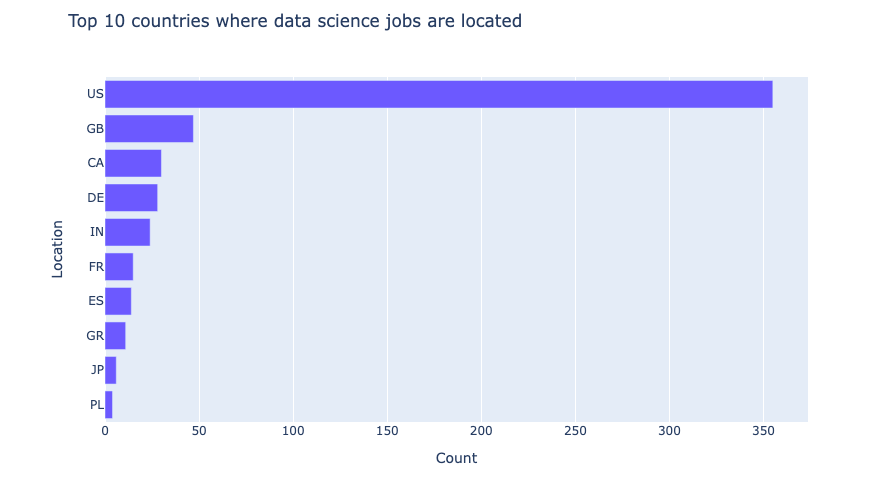 Top 10 countries where data science jobs are located
Location
US
GB
CA
DE
IN
FR
ES
GR
JP
PL
0 50 100 150 200 250 300 350
Count